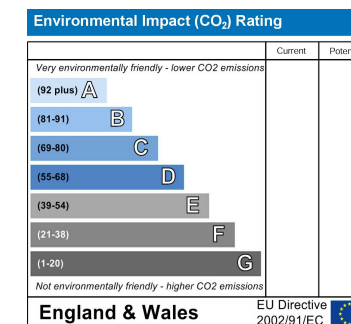 Environmental Impact (CO₂) Rating
Current
Very environmentally friendly - lower CO2 emissions
(92 plus) A
(81-91) B
(69-80) C
(55-68) D
(39-54) E
(21-38) F
(1-20) G
Not environmentally friendly - higher CO2 emissions
England & Wales
EU Directive
2002/91/EC